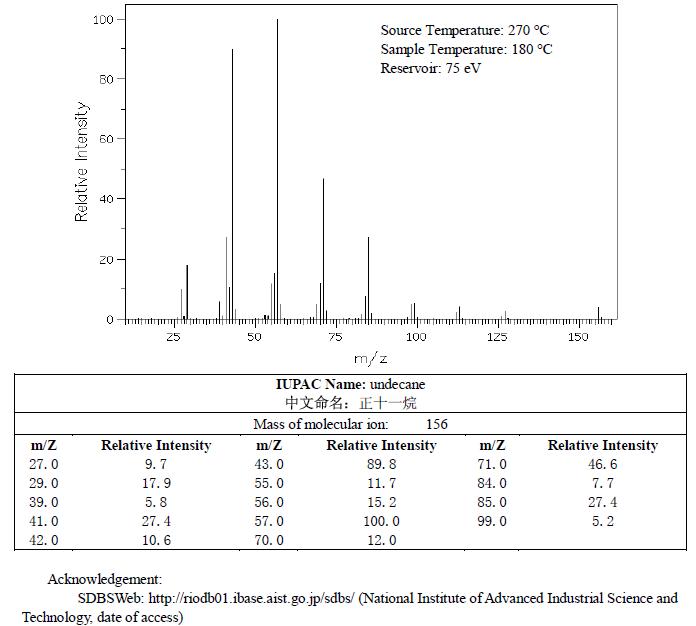 Source Temperature: 270 °C
Sample Temperature: 180 °C
Reservoir: 75 eV
Relative Intensity
100
80
60
40
20
0
25 50 75 100 125 150
m/z
IUPAC Name: undecane
中文命名：正十一烷
Mass of molecular ion: 156
m/Z Relative Intensity m/Z Relative Intensity m/Z Relative Intensity
27.0 9.7 43.0 89.8 71.0 46.6
29.0 17.9 55.0 11.7 84.0 7.7
39.0 5.8 56.0 15.2 85.0 27.4
41.0 27.4 57.0 100.0 99.0 5.2
42.0 10.6 70.0 12.0
Acknowledgement:
SDBSWeb: http://riodb01.ibase.aist.go.jp/sdbs/ (National Institute of Advanced Industrial Science and
Technology, date of access)